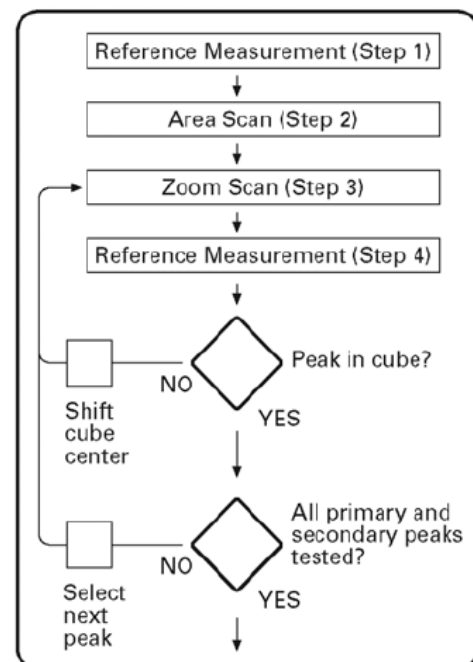 Reference Measurement (Step 1)
Area Scan (Step 2)
Zoom Scan (Step 3)
Reference Measurement (Step 4)
Peak in cube?
NO
YES
Shift
cube
center
All primary and
secondary peaks
tested?
NO
YES
Select
next
peak